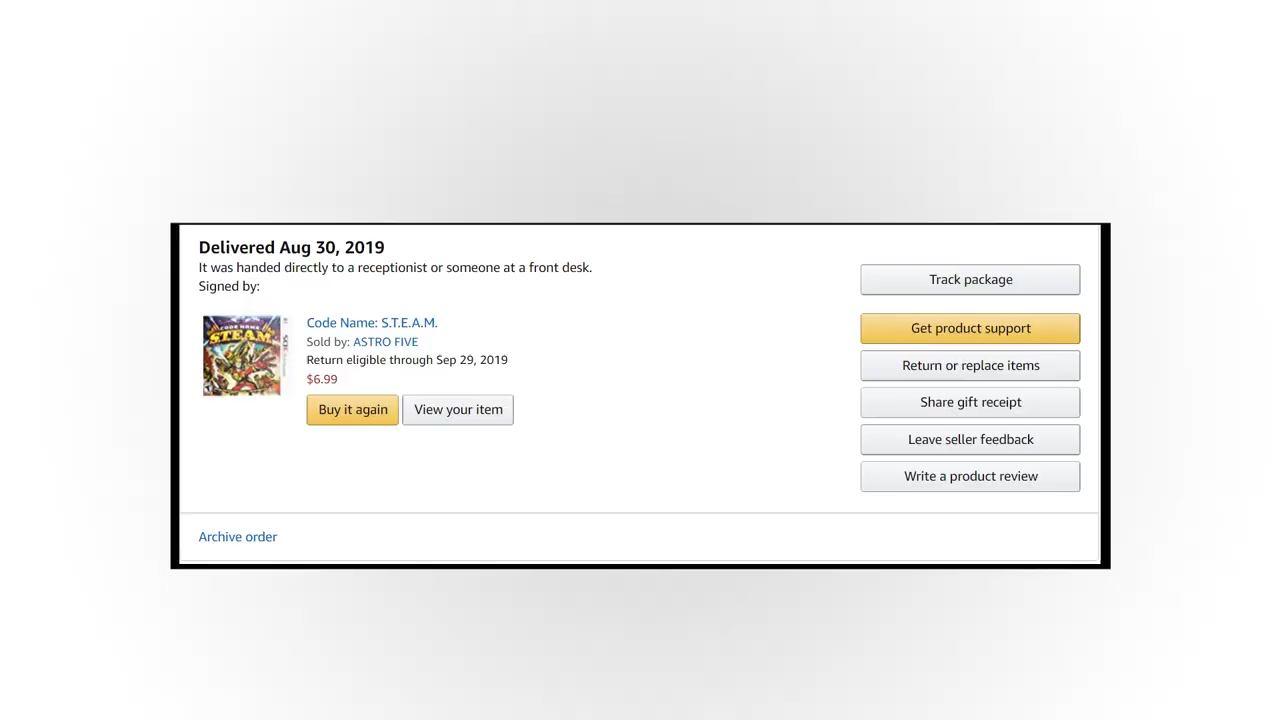 Delivered Aug 30, 2019
It was handed directly to a receptionist or someone at a front desk.
Signed by:
CODE NAME
STEAM
Code Name: S.T.E.A.M.
Sold by: ASTRO FIVE
Return eligible through Sep 29, 2019
$6.99
Buy it again
View your item
Track package
Get product support
Return or replace items
Share gift receipt
Leave seller feedback
Write a product review
Archive order